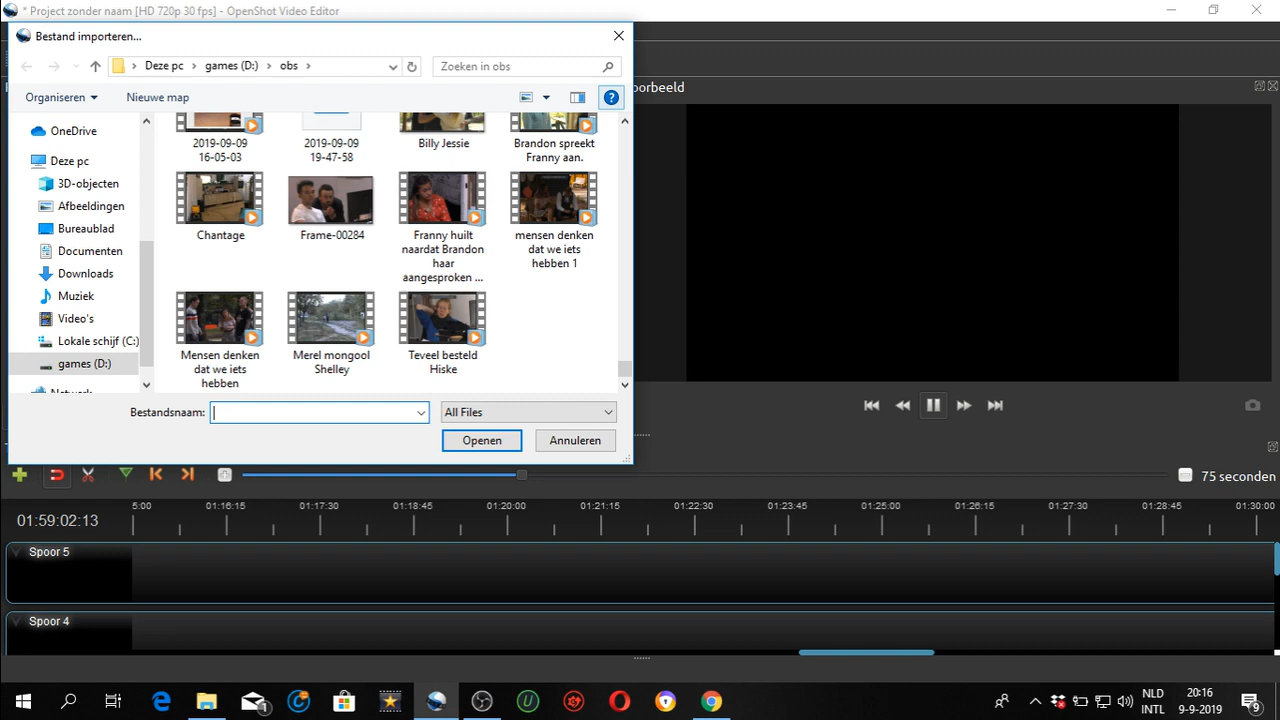 * Project zonder naam [HD 720p 30 fps] - OpenShot Video Editor
Bestand importeren...
Deze pc
games (D:)
obs
Zoeken in obs
Organiseren
Nieuwe map
oorbeeld
OneDrive
Deze pc
3D-objecten
Afbeeldingen
Bureaublad
Documenten
Downloads
Muziek
Video's
Lokale schijf (C:)
games (D:)
Netwerk
2019-09-09
16-05-03
2019-09-09
19-47-58
Billy Jessie
Brandon spreekt
Franny aan.
Chantage
Frame-00284
Franny huilt
naardat Brandon
haar
aangesproken ...
mensen denken
dat we iets
hebben 1
Mensen denken
dat we iets
hebben
Merel mongool
Shelley
Teveel besteld
Hiske
Bestandsnaam:
All Files
Openen
Annuleren
75 seconden
01:59:02:13
5:00
01:16:15
01:17:30
01:18:45
01:20:00
01:21:15
01:22:30
01:23:45
01:25:00
01:26:15
01:27:30
01:28:45
01:30:00
Spoor 5
Spoor 4
1
NLD
INTL
20:16
9-9-2019
9